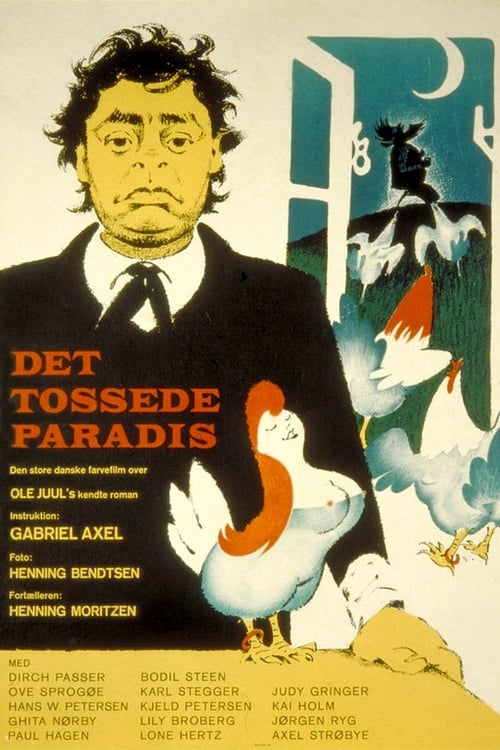 DET
TOSSEDE
PARADIS
Den store danske farvefilm over
OLE JUUL's kendte roman
Instruktion:
GABRIEL AXEL
Foto:
HENNING BENDTSEN
Fortælleren:
HENNING MORITZEN
MED
DIRCH PASSER
OVE SPROGØE
HANS W. PETERSEN
GHITA NØRBY
PAUL HAGEN
BODIL STEEN
KARL STEGGER
KJELD PETERSEN
LILY BROBERG
LONE HERTZ
JUDY GRINGER
KAI HOLM
JØRGEN RYG
AXEL STRØBYE